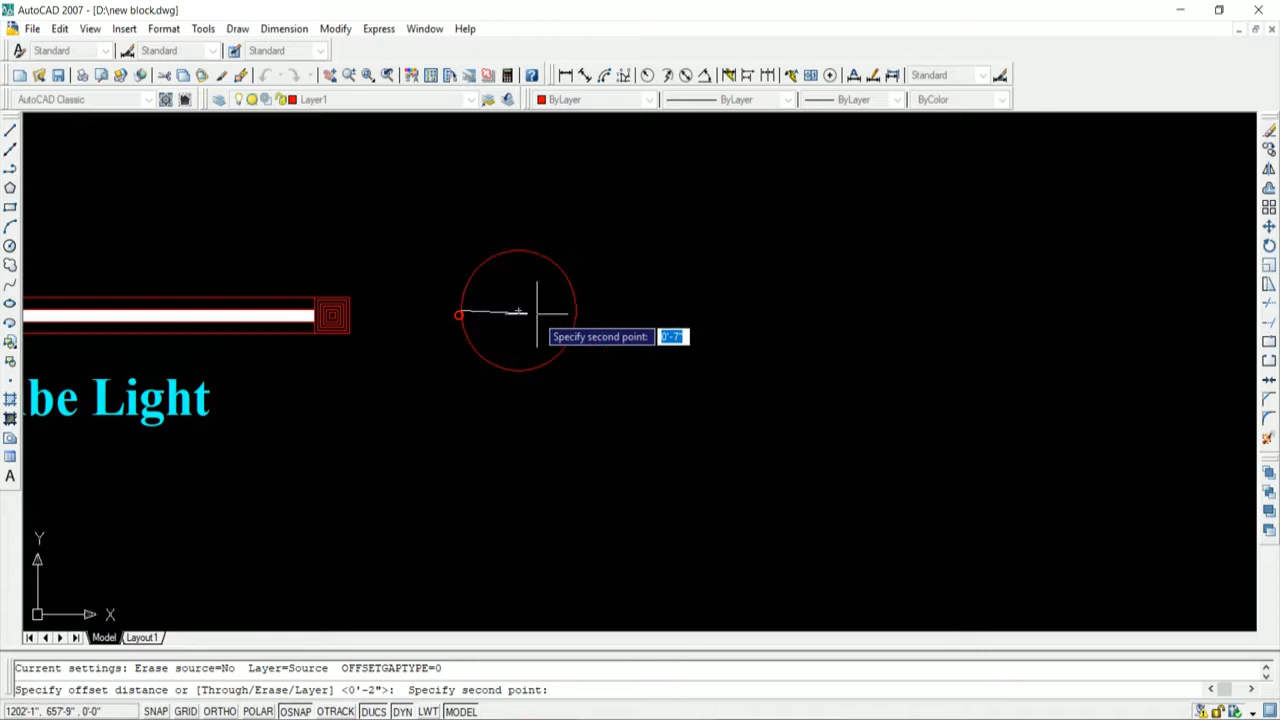 AutoCAD 2007 - [D:\new block.dwg]
File Edit View Insert Format Tools Draw Dimension Modify Express Window Help
Standard Standard Standard
Standard
AutoCAD Classic Layer1 ByLayer ByLayer ByLayer ByColor
Specify second point: 0'-7"
be Light
Y
X
A
Model Layout1
Current settings: Erase source=No Layer=Source OFFSETGAPTYPE=0
Specify offset distance or [Through/Erase/Layer] <0'-2">: Specify second point:
1202'-1", 657'-9", 0'-0" SNAP GRID ORTHO POLAR OSNAP OTRACK DUCS DYN LWT MODEL